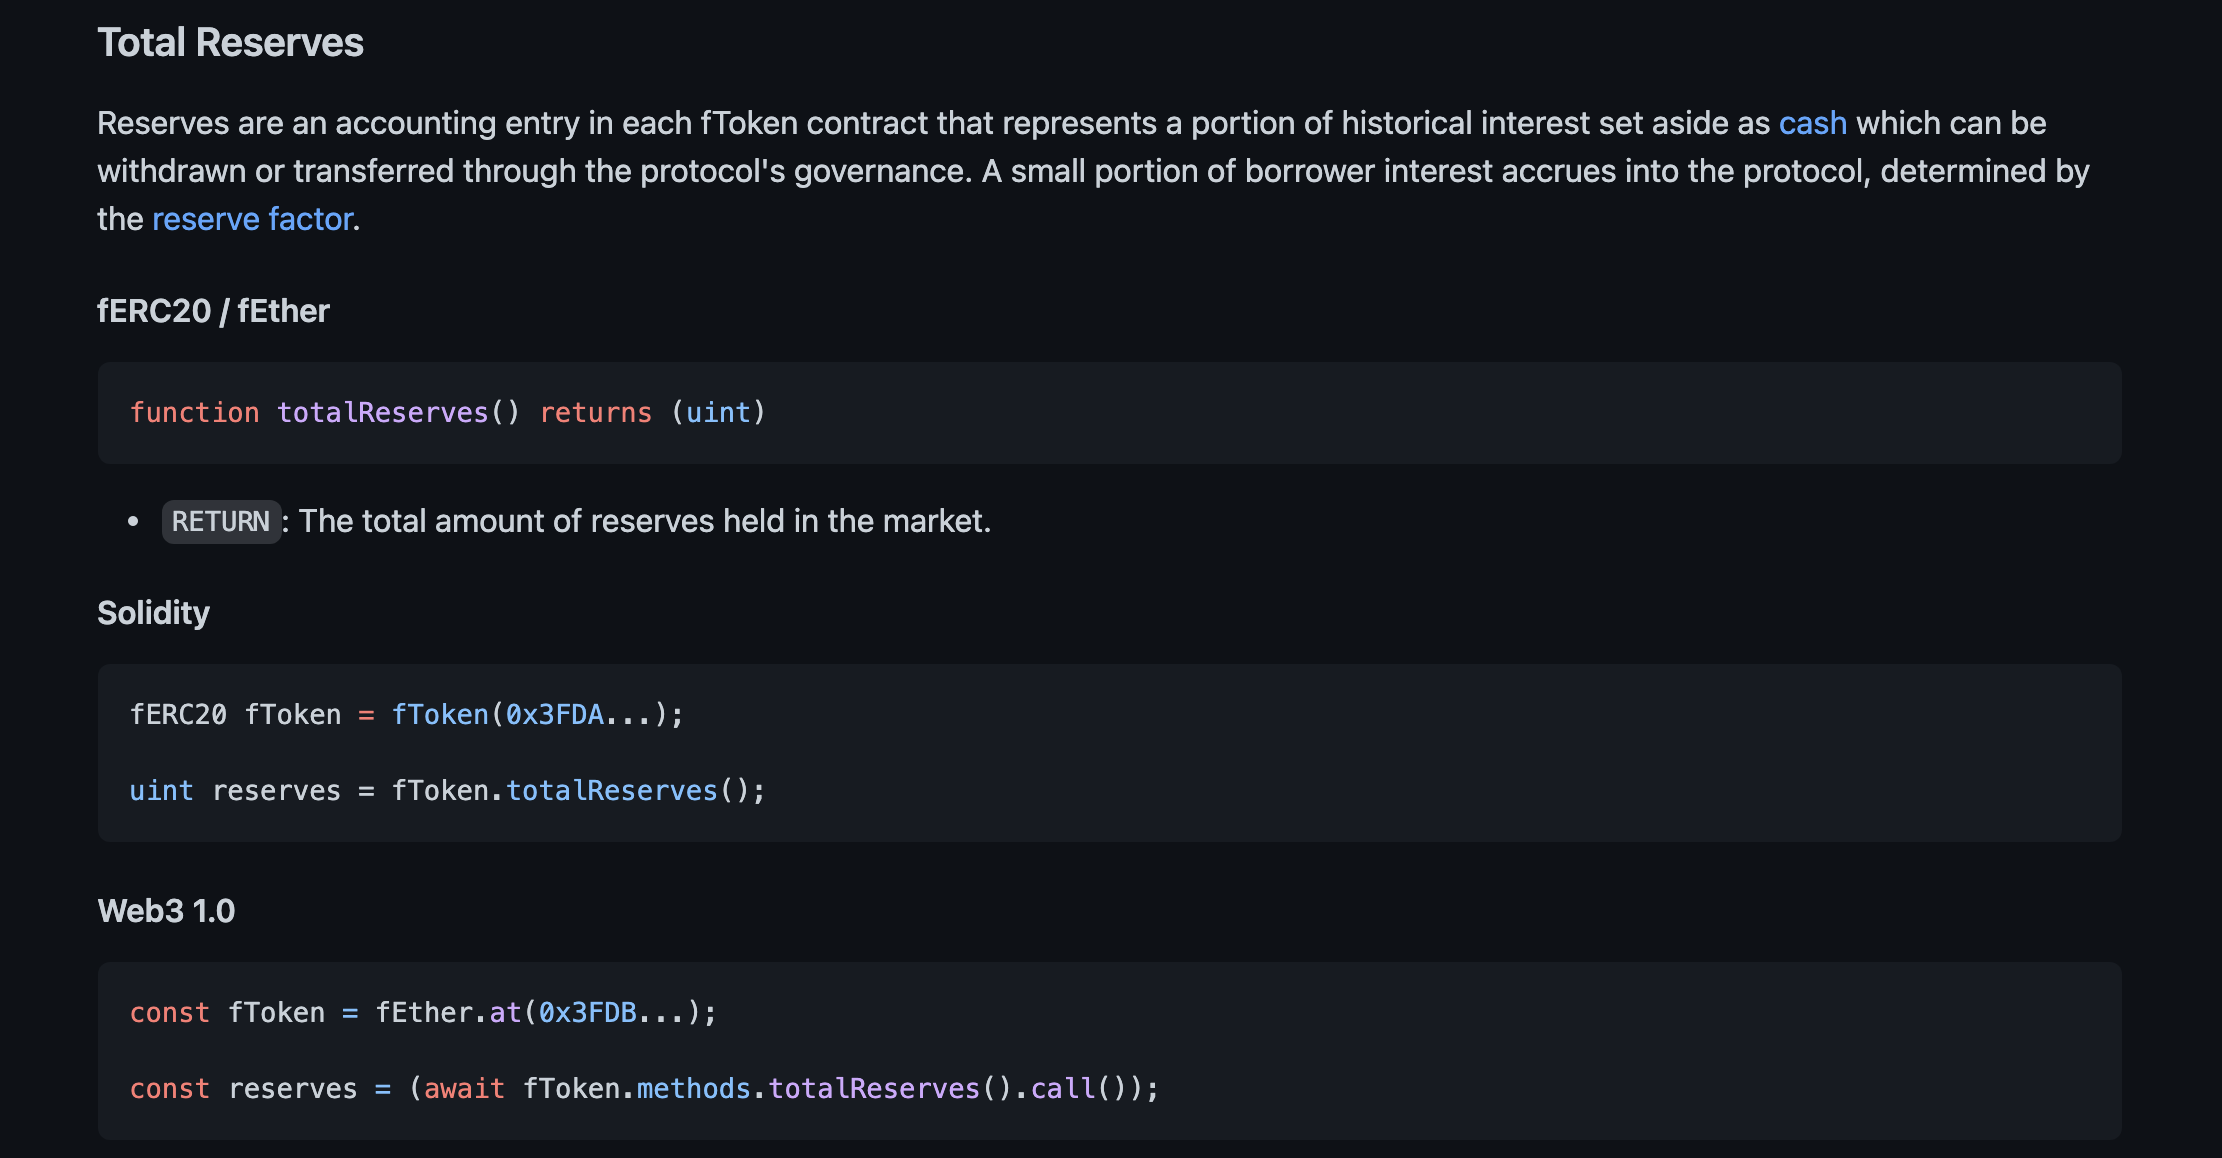 Total Reserves
Reserves are an accounting entry in each fToken contract that represents a portion of historical interest set aside as cash which can be
withdrawn or transferred through the protocol's governance. A small portion of borrower interest accrues into the protocol, determined by
the reserve factor.
fERC20 / fEther
function totalReserves() returns (uint)
• RETURN: The total amount of reserves held in the market.
Solidity
fERC20 fToken = fToken(0x3FDA...);
uint reserves = fToken.totalReserves();
Web3 1.0
const fToken = fEther.at(0x3FDB...);
const reserves = (await fToken.methods.totalReserves().call());